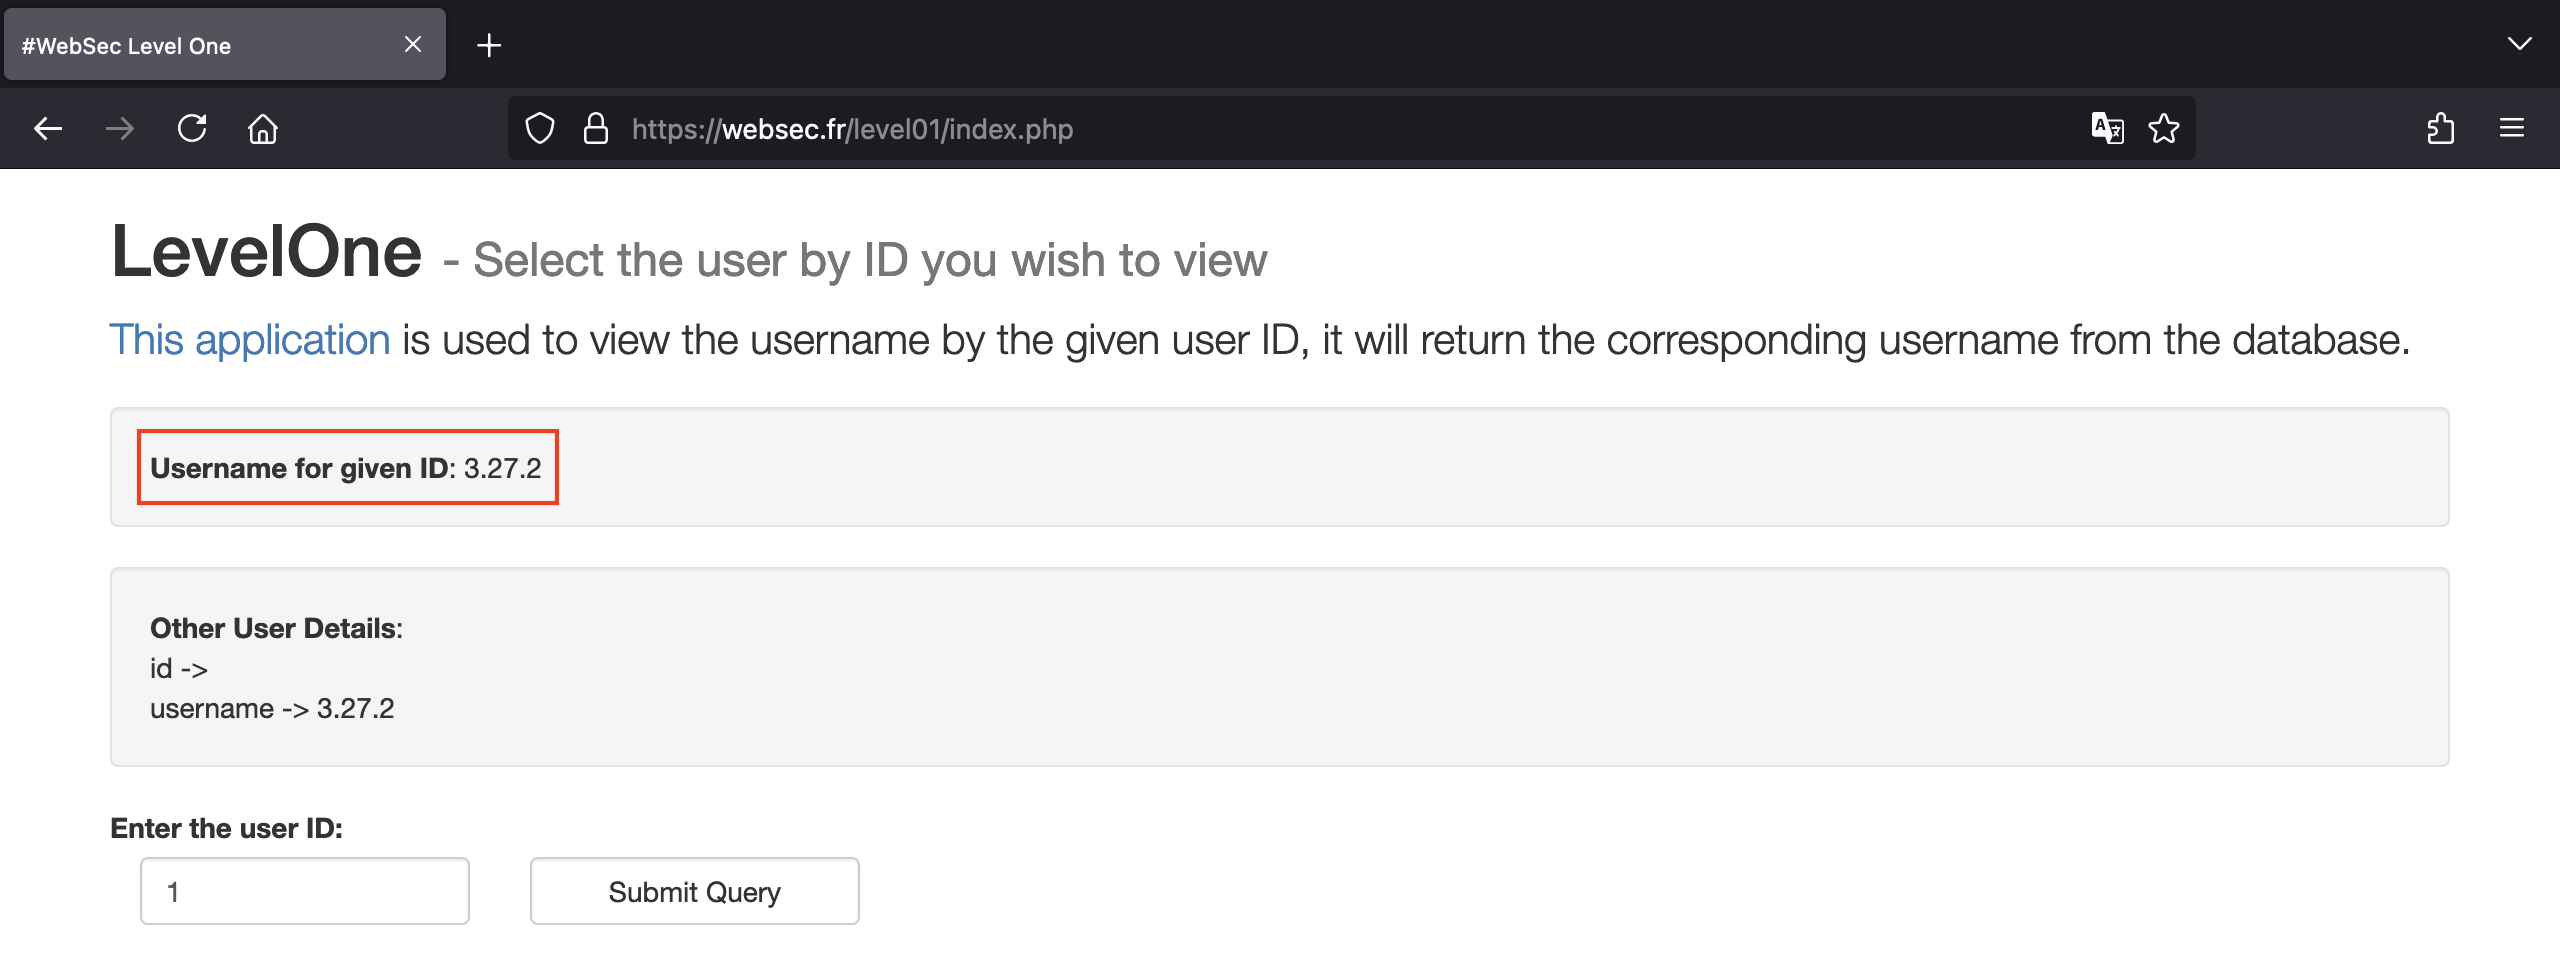 #WebSec Level One
https://websec.fr/level01/index.php
LevelOne - Select the user by ID you wish to view
This application is used to view the username by the given user ID, it will return the corresponding username from the database.
Username for given ID: 3.27.2
Other User Details:
id ->
username -> 3.27.2
Enter the user ID:
1 Submit Query